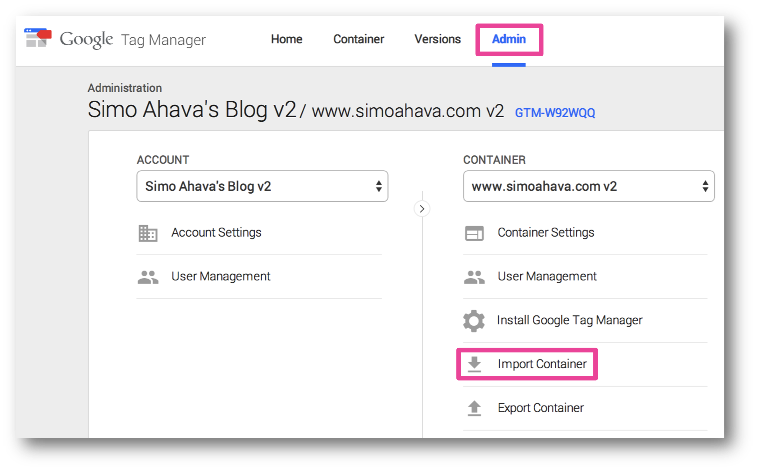 Google Tag Manager Home Container Versions Admin
Administration
Simo Ahava's Blog v2 / www.simoahava.com v2 GTM-W92WQQ
ACCOUNT
Simo Ahava's Blog v2
Account Settings
User Management
CONTAINER
www.simoahava.com v2
Container Settings
User Management
Install Google Tag Manager
Import Container
Export Container